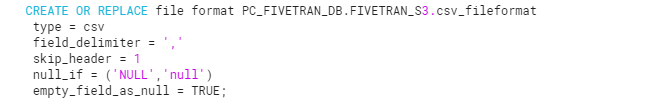 CREATE OR REPLACE file format PC_FIVETRAN_DB.FIVETRAN_S3.csv_fileformat
type = csv
field_delimiter = ','
skip_header = 1
null_if = ('NULL','null')
empty_field_as_null = TRUE;